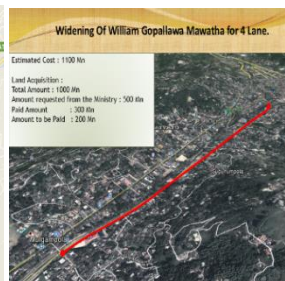 Widening Of William Gopallawa Mawatha for 4 Lane.
Estimated Cost : 1100 Mn
Land Acquisition :
Total Amount : 1000 Mn
Amount requested from the Ministry : 500 Mn
Paid Amount : 300 Mn
Amount to be Paid : 200 Mn